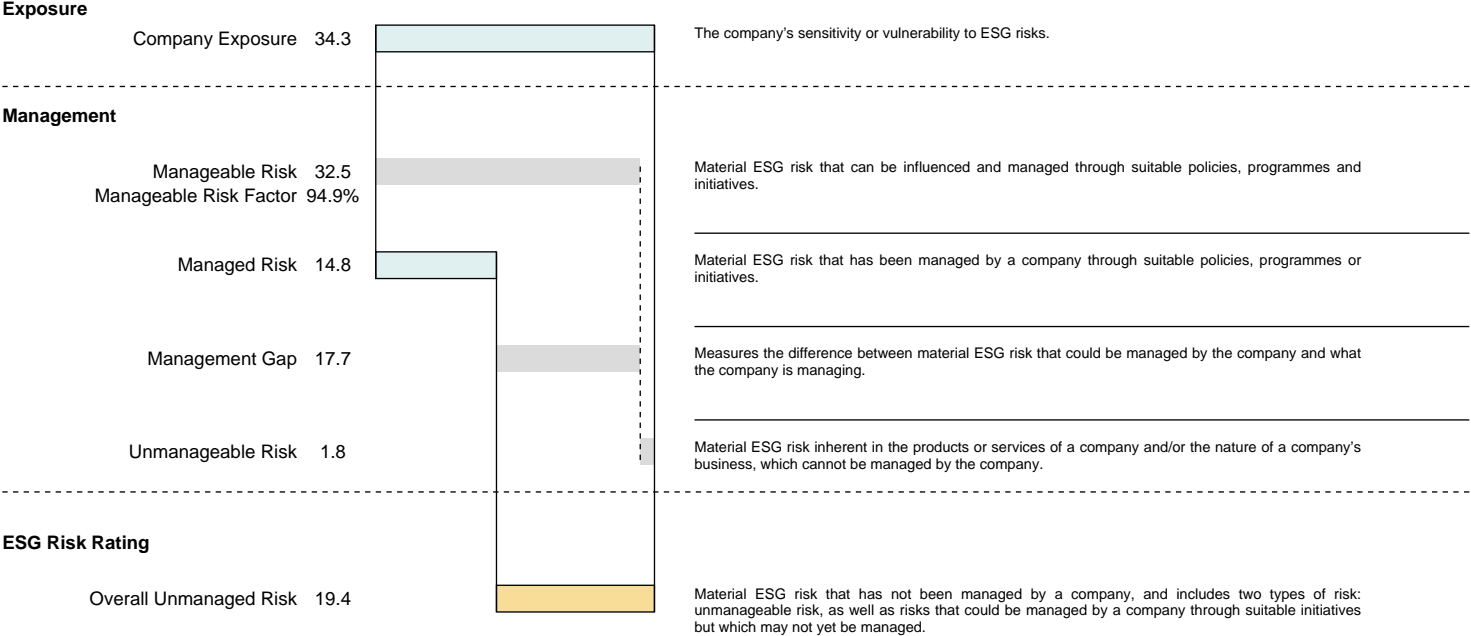 Exposure
Company Exposure 34.3
The company’s sensitivity or vulnerability to ESG risks.
Management
Manageable Risk 32.5
Manageable Risk Factor 94.9%
Material ESG risk that can be influenced and managed through suitable policies, programmes and
initiatives.
Managed Risk 14.8
Material ESG risk that has been managed by a company through suitable policies, programmes or
initiatives.
Management Gap 17.7
Measures the difference between material ESG risk that could be managed by the company and what
the company is managing.
Unmanageable Risk 1.8
Material ESG risk inherent in the products or services of a company and/or the nature of a company’s
business, which cannot be managed by the company.
ESG Risk Rating
Overall Unmanaged Risk 19.4
Material ESG risk that has not been managed by a company, and includes two types of risk:
unmanageable risk, as well as risks that could be managed by a company through suitable initiatives
but which may not yet be managed.